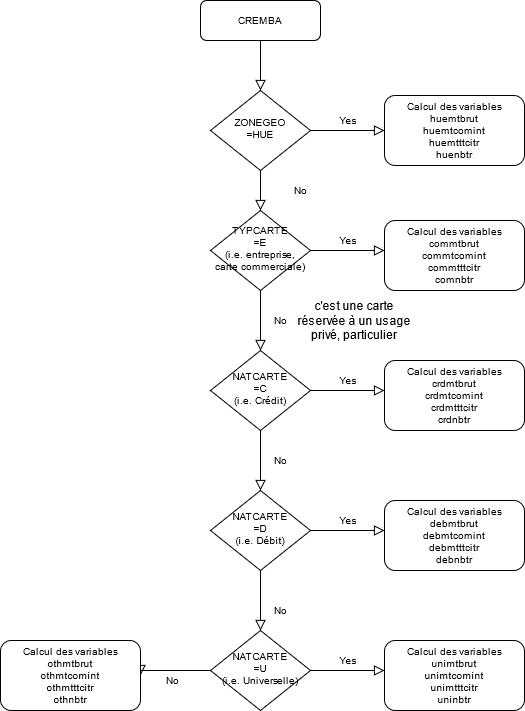 CREMBA
ZONEGEO
=HUE
Yes
Calcul des variables
huemtbrut
huemtcomint
huemtttcitr
huenbtr
No
TYPCARTE
=E
(i.e. entreprise,
carte commerciale)
Yes
Calcul des variables
commtbrut
commtcomint
commtttcitr
comnbtr
No
c'est une carte
réservée à un usage
privé, particulier
NATCARTE
=C
(i.e. Crédit)
Yes
Calcul des variables
crdmtbrut
crdmtcomint
crdmtttcitr
crdnbtr
No
NATCARTE
=D
(i.e. Débit)
Yes
Calcul des variables
debmtbrut
debmtcomint
debmtttcitr
debnbtr
No
NATCARTE
=U
(i.e. Universelle)
Yes
Calcul des variables
unimtbrut
unimtcomint
unimtttcitr
uninbtr
No
Calcul des variables
othmtbrut
othmtcomint
othmtttcitr
othnbtr